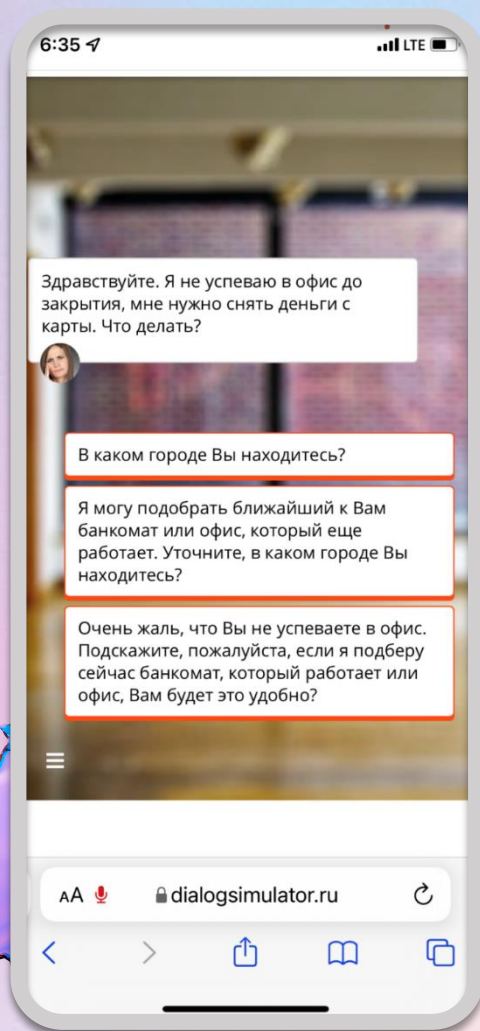 6:35
LTE
Здравствуйте. Я не успеваю в офис до
закрытия, мне нужно снять деньги с
карты. Что делать?
В каком городе Вы находитесь?
Я могу подобрать ближайший к Вам
банкомат или офис, который еще
работает. Уточните, в каком городе Вы
находитесь?
Очень жаль, что Вы не успеваете в офис.
Подскажите, пожалуйста, если я подберу
сейчас банкомат, который работает или
офис, Вам будет это удобно?
АА
dialogsimulator.ru